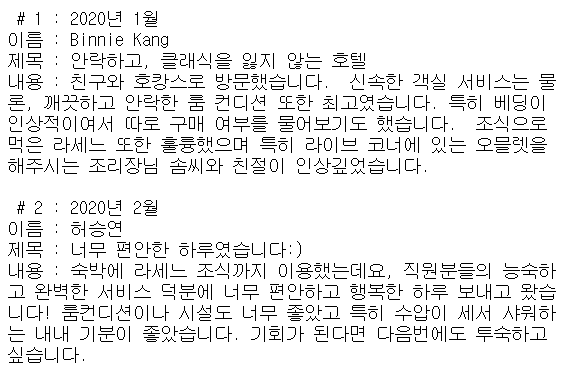 # 1 : 2020년 1월
이름 : Binnie Kang
제목 : 안락하고, 클래식을 잃지 않는 호텔
내용 : 친구와 호캉스로 방문했습니다.  신속한 객실 서비스는 물
론, 깨끗하고 안락한 룸 컨디션 또한 최고였습니다. 특히 베딩이
인상적이여서 따로 구매 여부를 물어보기도 했습니다.  조식으로
먹은 라세느 또한 훌륭했으며 특히 라이브 코너에 있는 오믈렛을
해주시는 조리장님 솜씨와 친절이 인상깊었습니다.

# 2 : 2020년 2월
이름 : 허승연
제목 : 너무 편안한 하루였습니다:)
내용 : 숙박에 라세느 조식까지 이용했는데요, 직원분들의 능숙하
고 완벽한 서비스 덕분에 너무 편안하고 행복한 하루 보내고 왔습
니다! 룸컨디션이나 시설도 너무 좋았고 특히 수압이 세서 샤워하
는 내내 기분이 좋았습니다. 기회가 된다면 다음번에도 투숙하고
싶습니다.